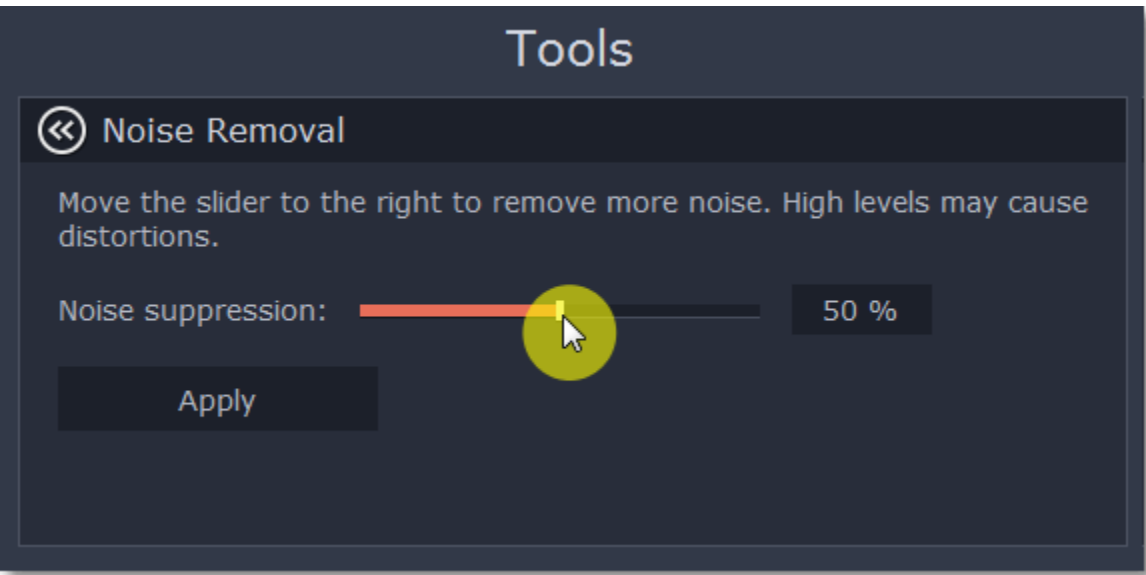 Tools
Noise Removal
Move the slider to the right to remove more noise. High levels may cause
distortions.
Noise suppression: 50 %
Apply